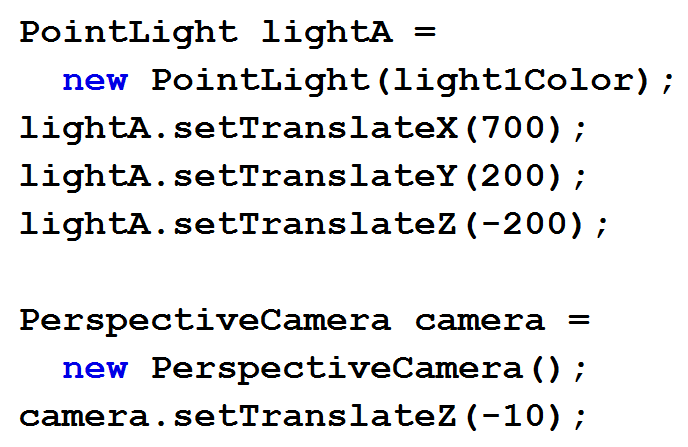 PointLight lightA =
  new PointLight(light1Color);
lightA.setTranslateX(700);
lightA.setTranslateY(200);
lightA.setTranslateZ(-200);

PerspectiveCamera camera =
  new PerspectiveCamera();
camera.setTranslateZ(-10);